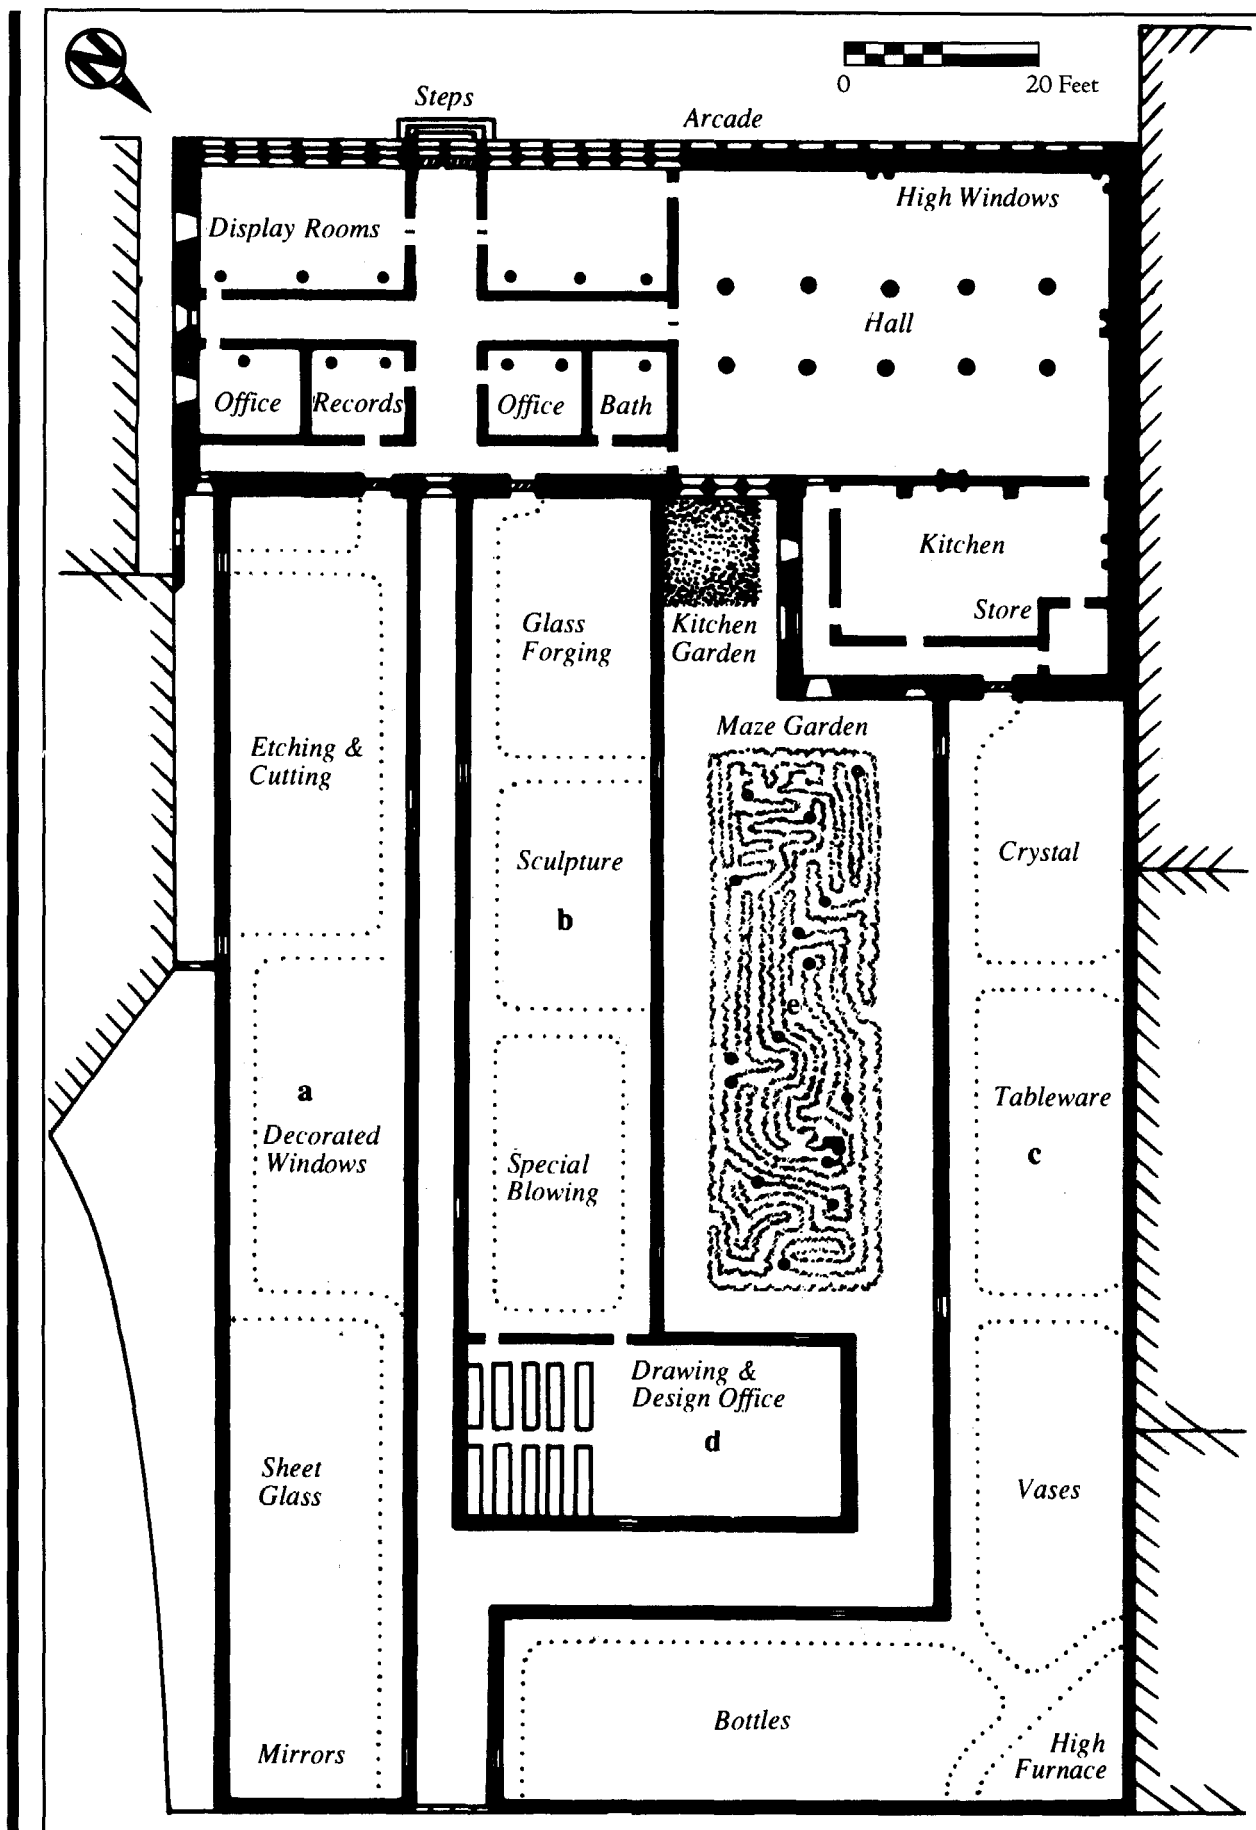 N
0 20 Feet
Steps
Arcade
High Windows
Display Rooms
Hall
Office
Records
Office
Bath
Kitchen
Store
Glass
Forging
Kitchen
Garden
Maze Garden
Etching &
Cutting
Sculpture
b
Crystal
e
a
Decorated
Windows
Tableware
c
Special
Blowing
Drawing &
Design Office
d
Sheet
Glass
Vases
Bottles
Mirrors
High
Furnace